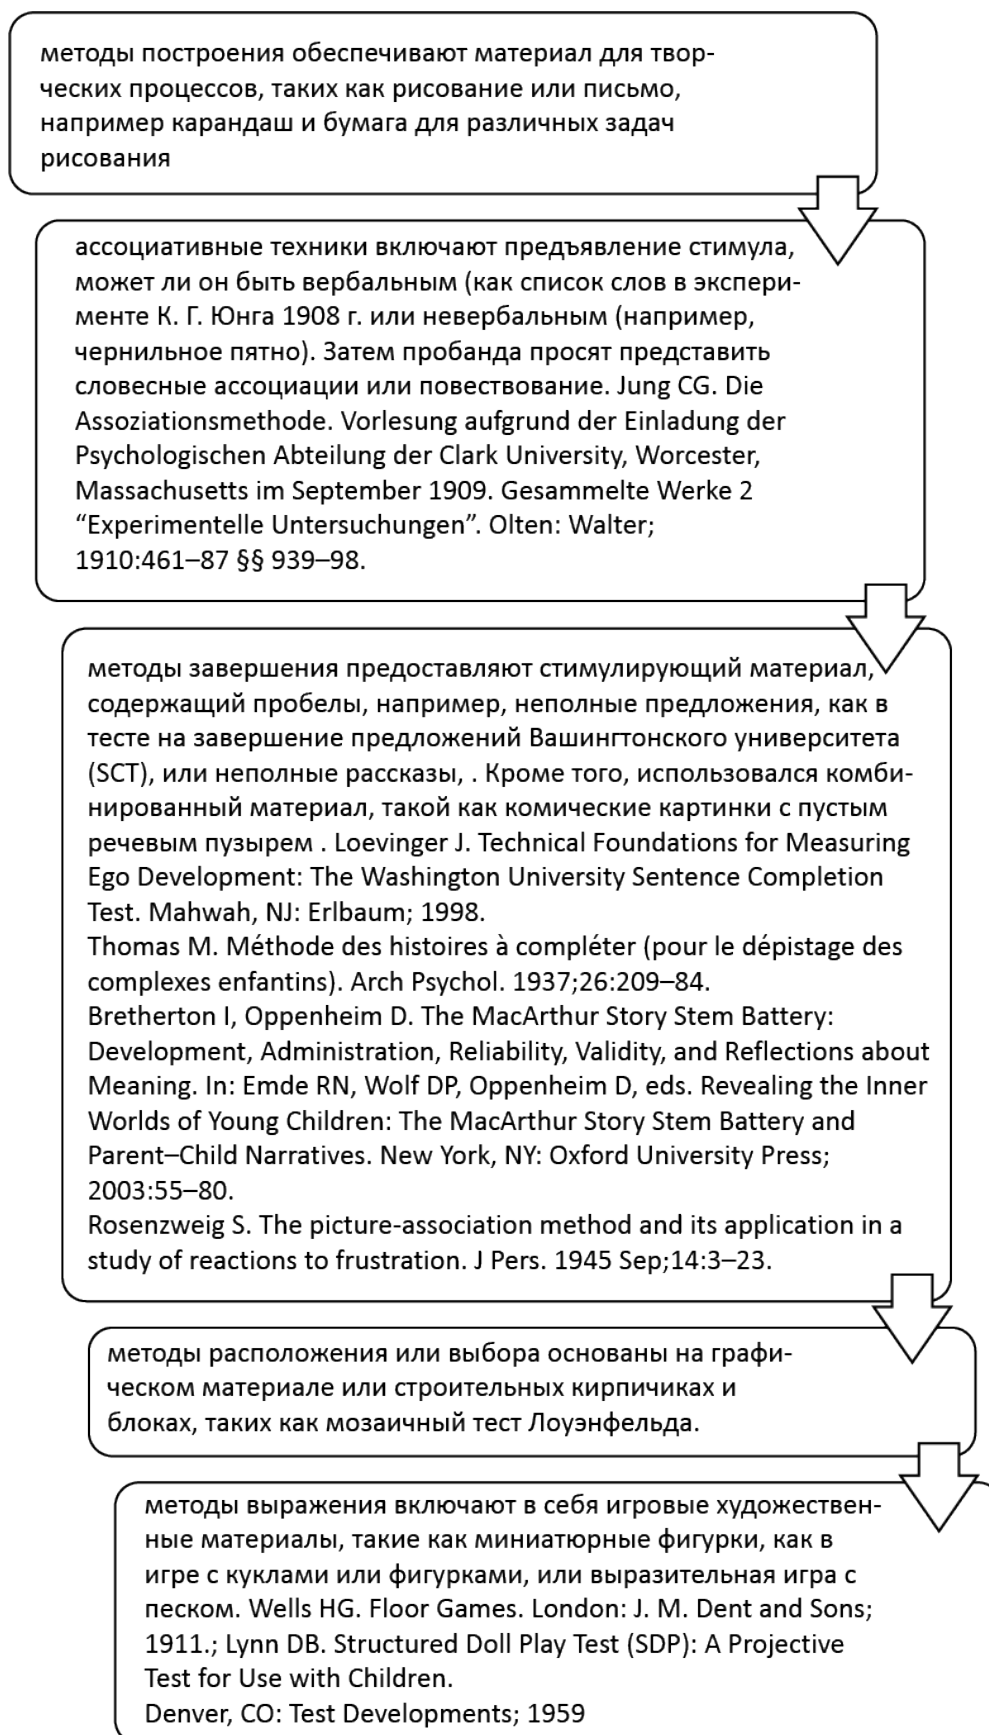 методы построения обеспечивают материал для твор-
ческих процессов, таких как рисование или письмо,
например карандаш и бумага для различных задач
рисования
ассоциативные техники включают предъявление стимула,
может ли он быть вербальным (как список слов в экспери-
менте К. Г. Юнга 1908 г. или невербальным (например,
чернильное пятно). Затем пробанда просят представить
словесные ассоциации или повествование. Jung CG. Die
Assoziationsmethode. Vorlesung aufgrund der Einladung der
Psychologischen Abteilung der Clark University, Worcester,
Massachusetts im September 1909. Gesammelte Werke 2
“Experimentelle Untersuchungen”. Olten: Walter;
1910:461–87 §§ 939–98.
методы завершения предоставляют стимулирующий материал,
содержащий пробелы, например, неполные предложения, как в
тесте на завершение предложений Вашингтонского университета
(SCT), или неполные рассказы, . Кроме того, использовался комби-
нированный материал, такой как комические картинки с пустым
речевым пузырем . Loevinger J. Technical Foundations for Measuring
Ego Development: The Washington University Sentence Completion
Test. Mahwah, NJ: Erlbaum; 1998.
Thomas M. Méthode des histoires à compléter (pour le dépistage des
complexes enfantins). Arch Psychol. 1937;26:209–84.
Bretherton I, Oppenheim D. The MacArthur Story Stem Battery:
Development, Administration, Reliability, Validity, and Reflections about
Meaning. In: Emde RN, Wolf DP, Oppenheim D, eds. Revealing the Inner
Worlds of Young Children: The MacArthur Story Stem Battery and
Parent–Child Narratives. New York, NY: Oxford University Press;
2003:55–80.
Rosenzweig S. The picture-association method and its application in a
study of reactions to frustration. J Pers. 1945 Sep;14:3–23.
методы расположения или выбора основаны на графи-
ческом материале или строительных кирпичиках и
блоках, таких как мозаичный тест Лоуэнфельда.
методы выражения включают в себя игровые художествен-
ные материалы, такие как миниатюрные фигурки, как в
игре с куклами или фигурками, или выразительная игра с
песком. Wells HG. Floor Games. London: J. M. Dent and Sons;
1911.; Lynn DB. Structured Doll Play Test (SDP): A Projective
Test for Use with Children.
Denver, CO: Test Developments; 1959